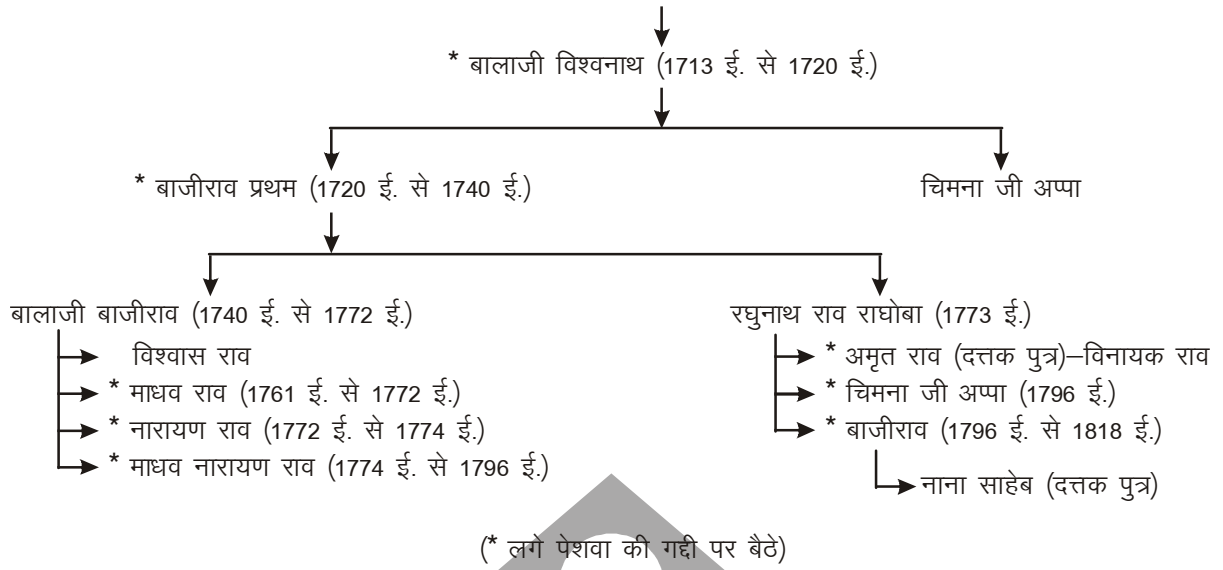 * बालाजी विश्वनाथ (1713 ई. से 1720 ई.)
* बाजीराव प्रथम (1720 ई. से 1740 ई.)
चिमना जी अप्पा
बालाजी बाजीराव (1740 ई. से 1772 ई.)
विश्वास राव
* माधव राव (1761 ई. से 1772 ई.)
* नारायण राव (1772 ई. से 1774 ई.)
* माधव नारायण राव (1774 ई. से 1796 ई.)
रघुनाथ राव राघोबा (1773 ई.)
* अमृत राव (दत्तक पुत्र)–विनायक राव
* चिमना जी अप्पा (1796 ई.)
* बाजीराव (1796 ई. से 1818 ई.)
नाना साहेब (दत्तक पुत्र)
(* लगे पेशवा की गद्दी पर बैठे)